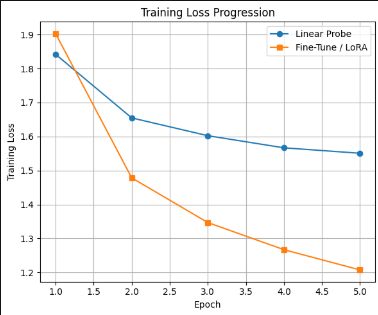 Training Loss Progression
Linear Probe
Fine-Tune / LoRA
Training Loss
1.9
1.8
1.7
1.6
1.5
1.4
1.3
1.2
1.0 1.5 2.0 2.5 3.0 3.5 4.0 4.5 5.0
Epoch